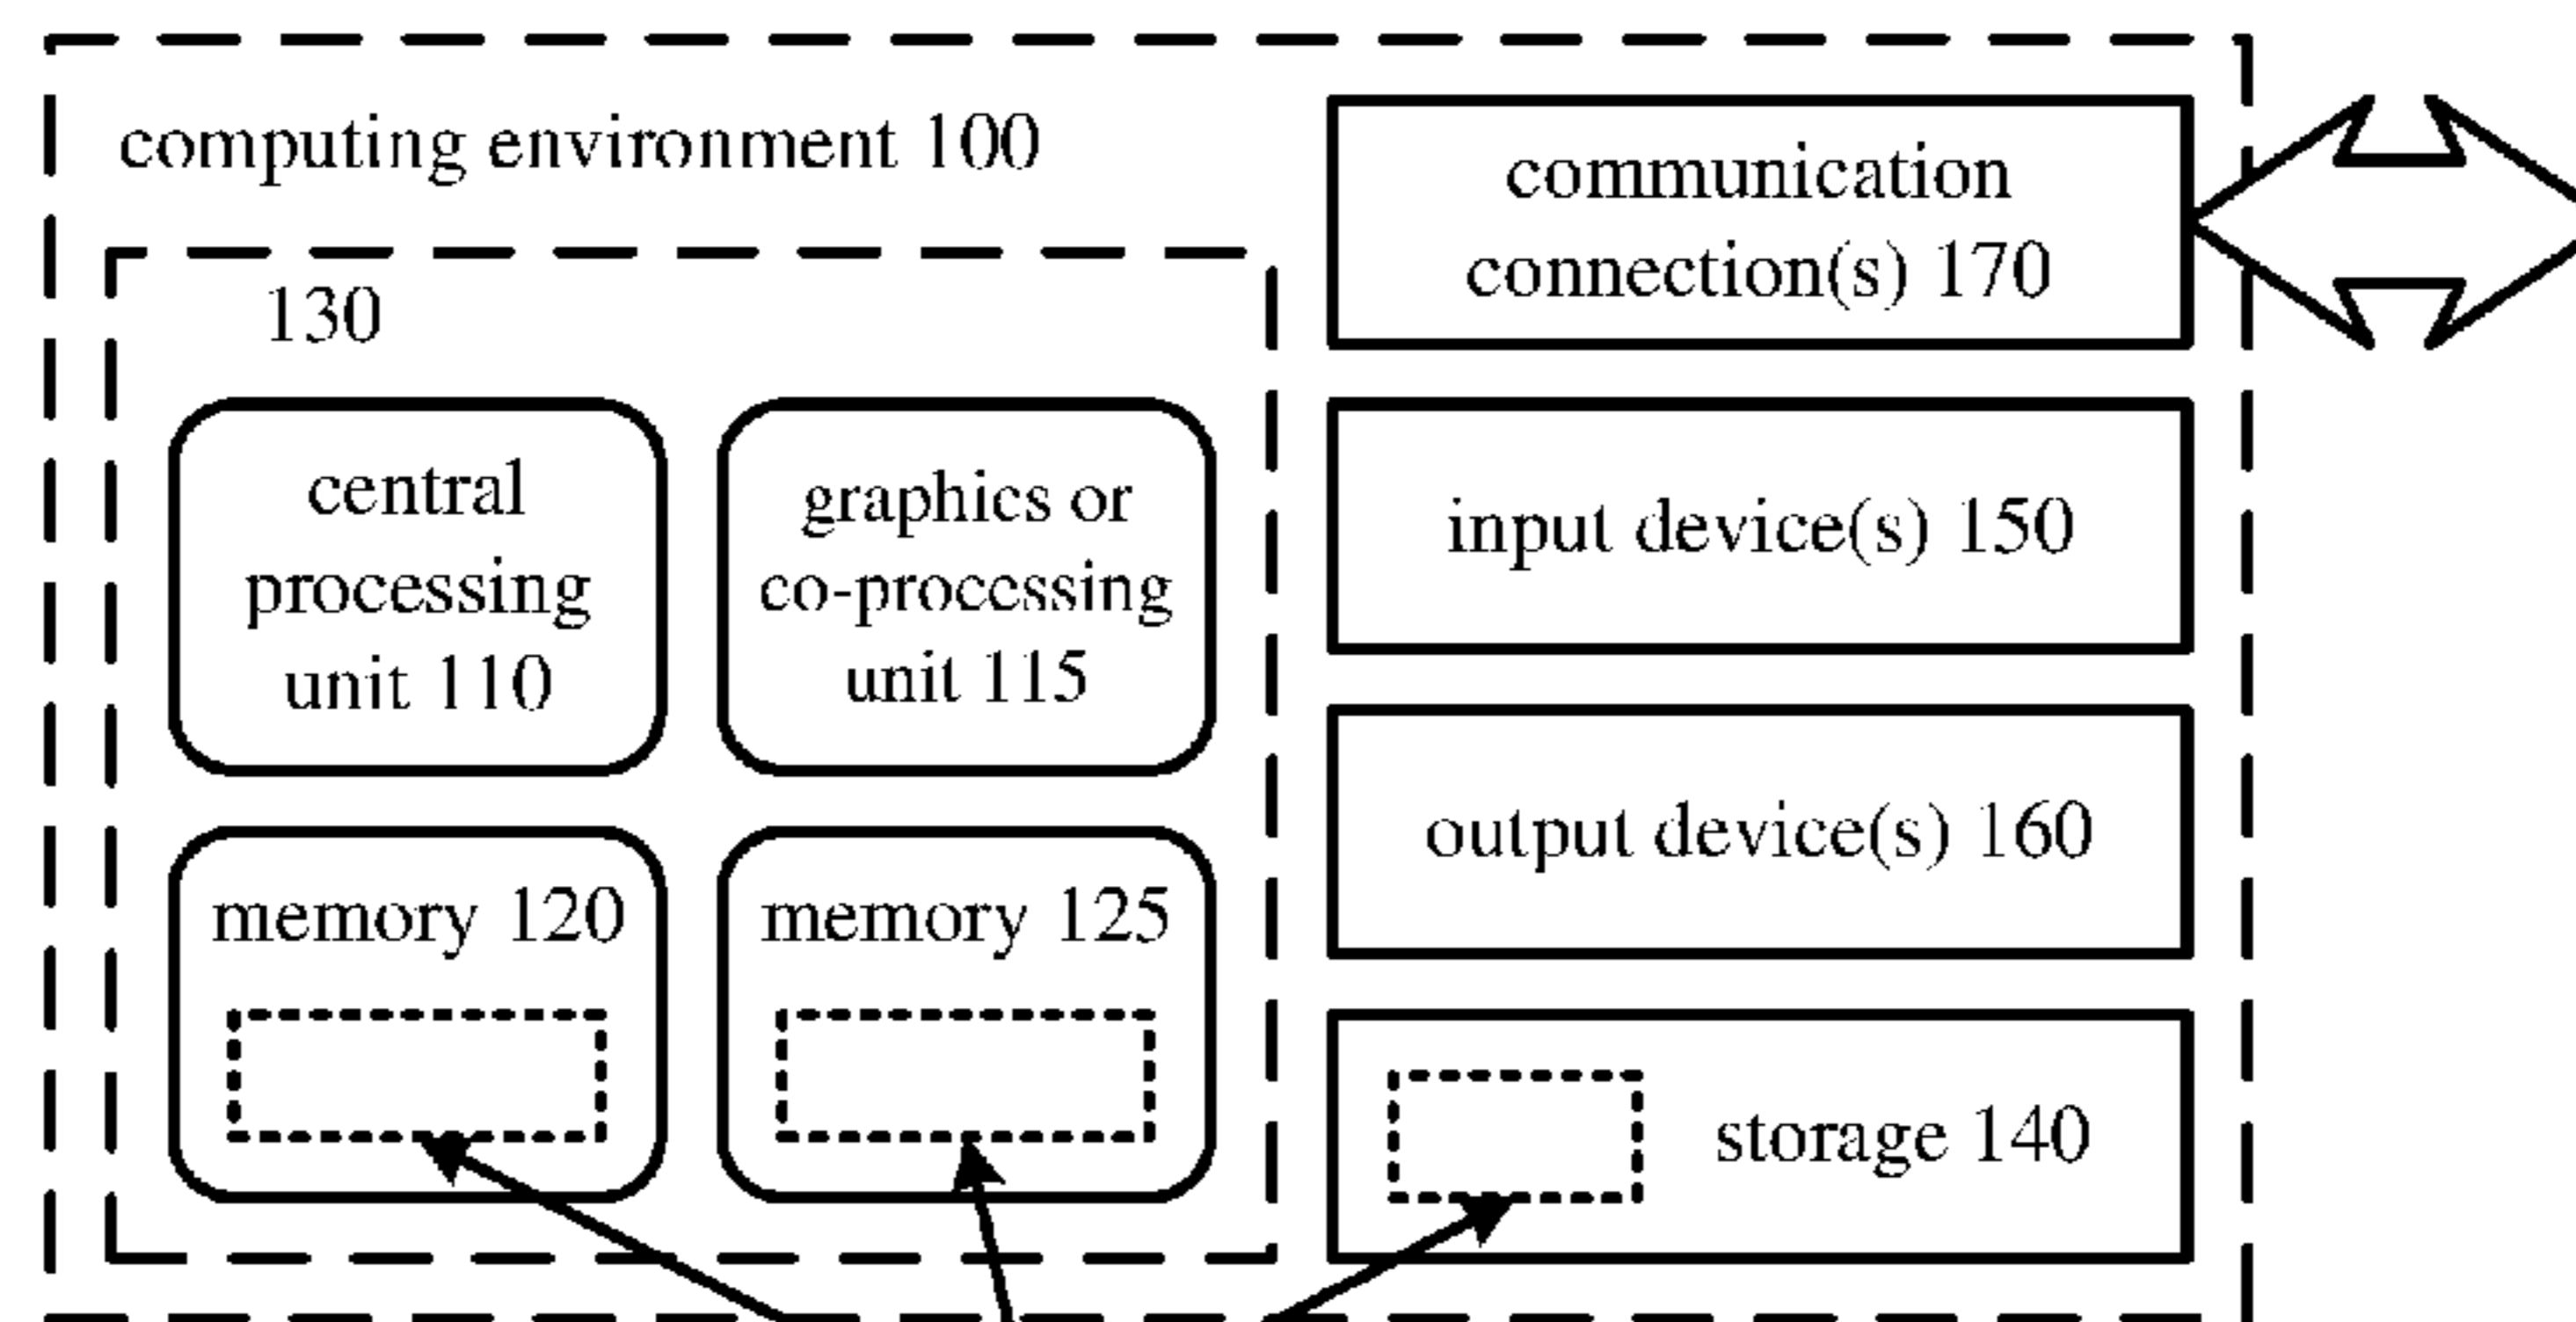 computing environment 100
130
central
processing
unit 110
graphics or
co-processing
unit 115
memory 120
memory 125
communication
connection(s) 170
input device(s) 150
output device(s) 160
storage 140